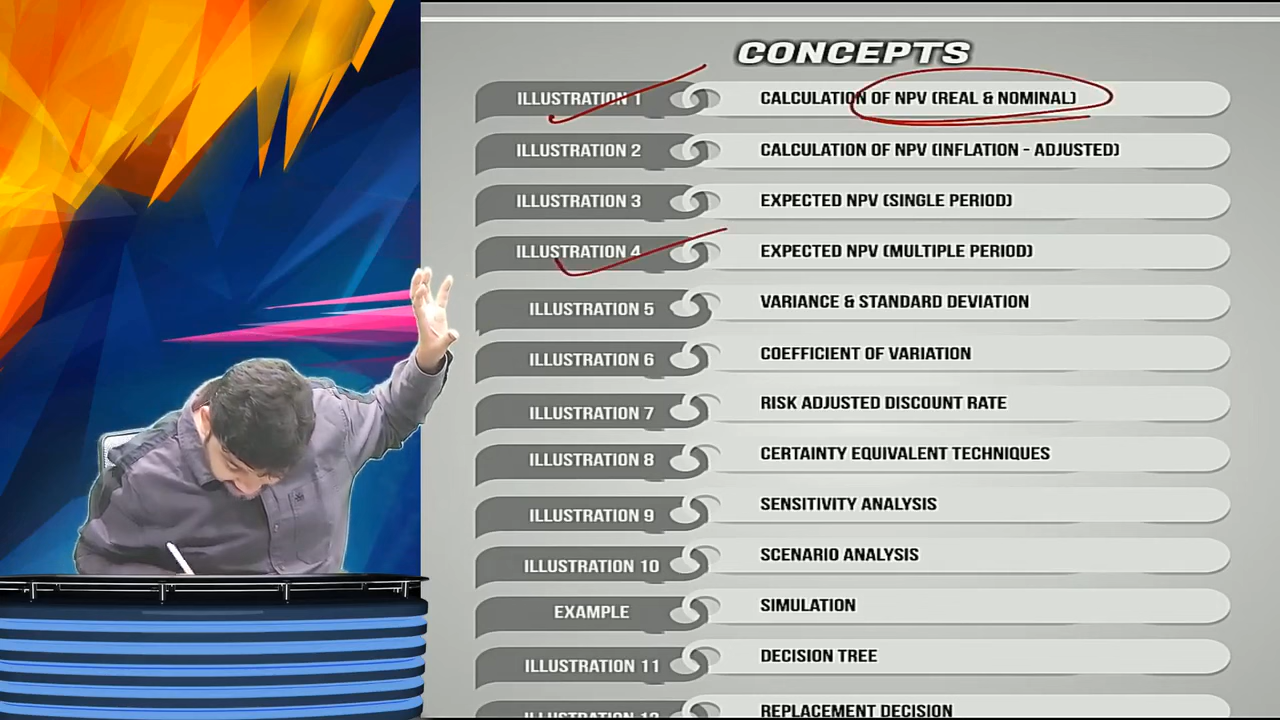 CONCEPTS
ILLUSTRATION 1 CALCULATION OF NPV (REAL & NOMINAL)
ILLUSTRATION 2 CALCULATION OF NPV (INFLATION - ADJUSTED)
ILLUSTRATION 3 EXPECTED NPV (SINGLE PERIOD)
ILLUSTRATION 4 EXPECTED NPV (MULTIPLE PERIOD)
ILLUSTRATION 5 VARIANCE & STANDARD DEVIATION
ILLUSTRATION 6 COEFFICIENT OF VARIATION
ILLUSTRATION 7 RISK ADJUSTED DISCOUNT RATE
ILLUSTRATION 8 CERTAINTY EQUIVALENT TECHNIQUES
ILLUSTRATION 9 SENSITIVITY ANALYSIS
ILLUSTRATION 10 SCENARIO ANALYSIS
EXAMPLE SIMULATION
ILLUSTRATION 11 DECISION TREE
ILLUSTRATION 12 REPLACEMENT DECISION